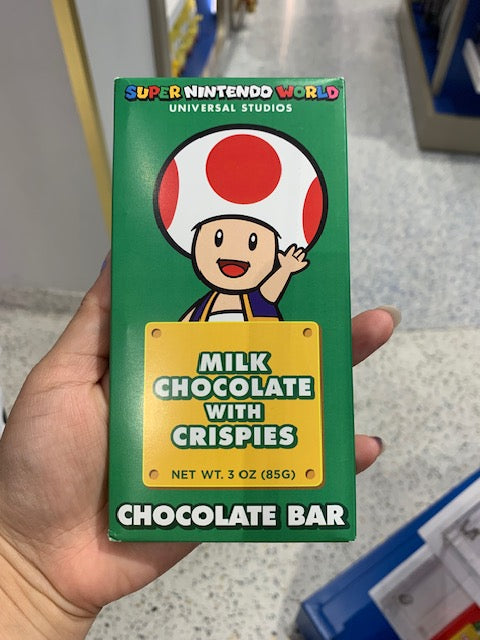 SUPER NINTENDO WORLD
UNIVERSAL STUDIOS
MILK
CHOCOLATE
WITH
CRISPIES
NET WT. 3 OZ (85G)
CHOCOLATE BAR